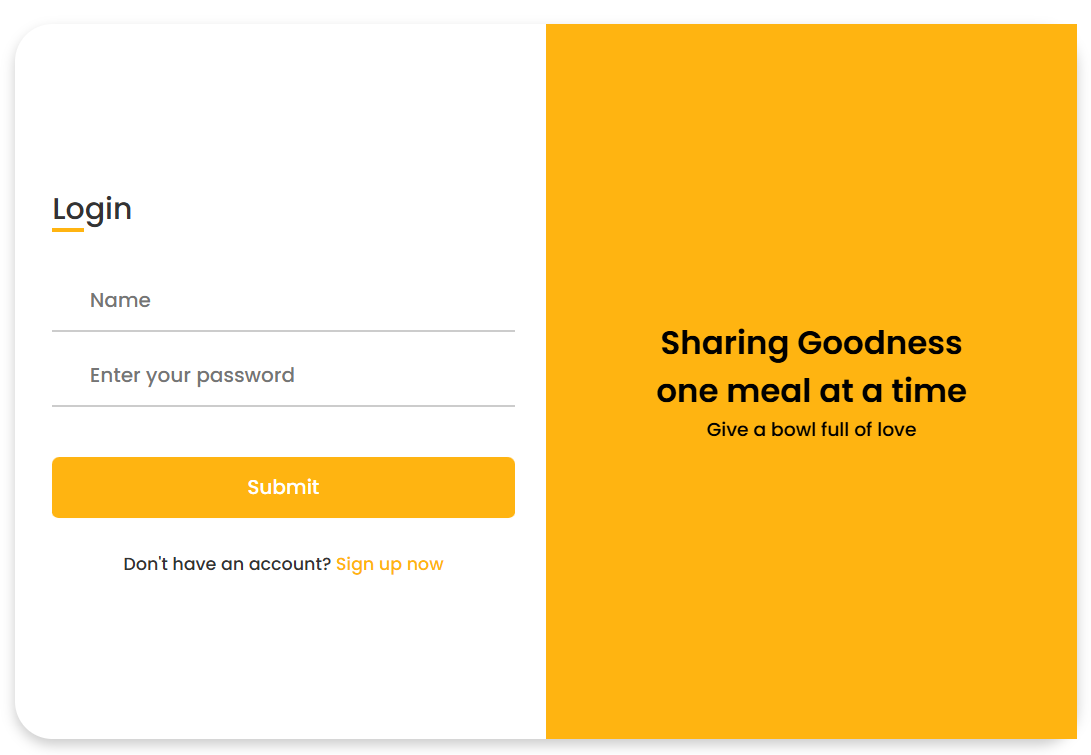 Login
Name
Enter your password
Submit
Don't have an account? Sign up now
Sharing Goodness
one meal at a time
Give a bowl full of love